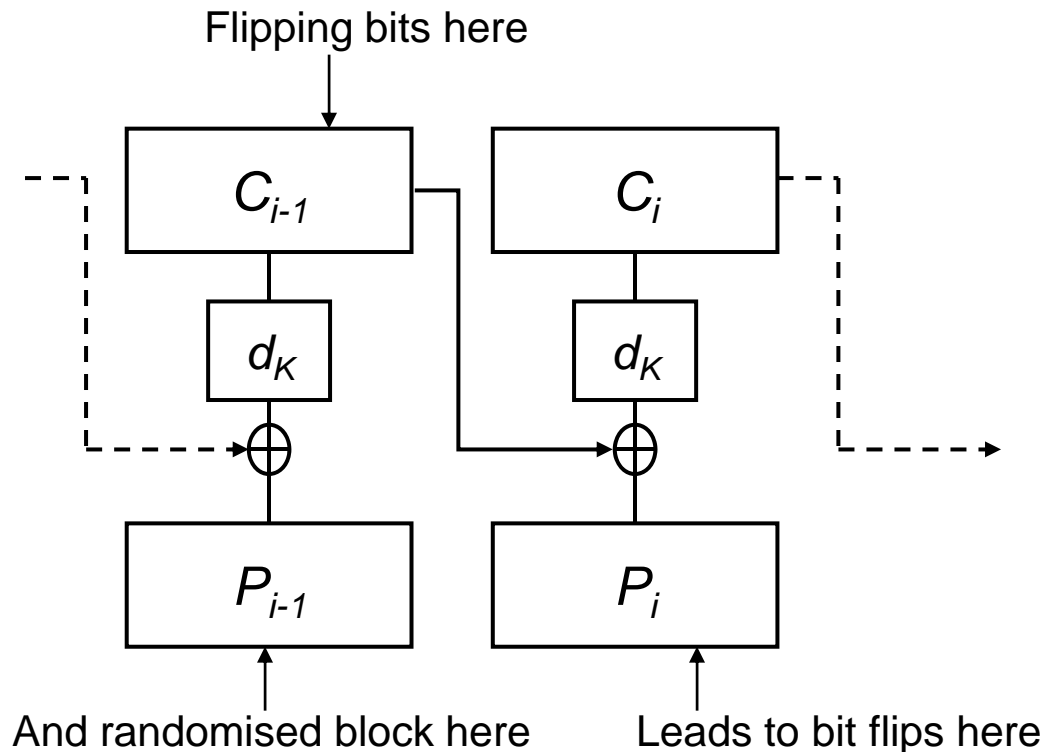 Flipping bits here
C_{i-1} C_i
d_K d_K
P_{i-1} P_i
And randomised block here Leads to bit flips here